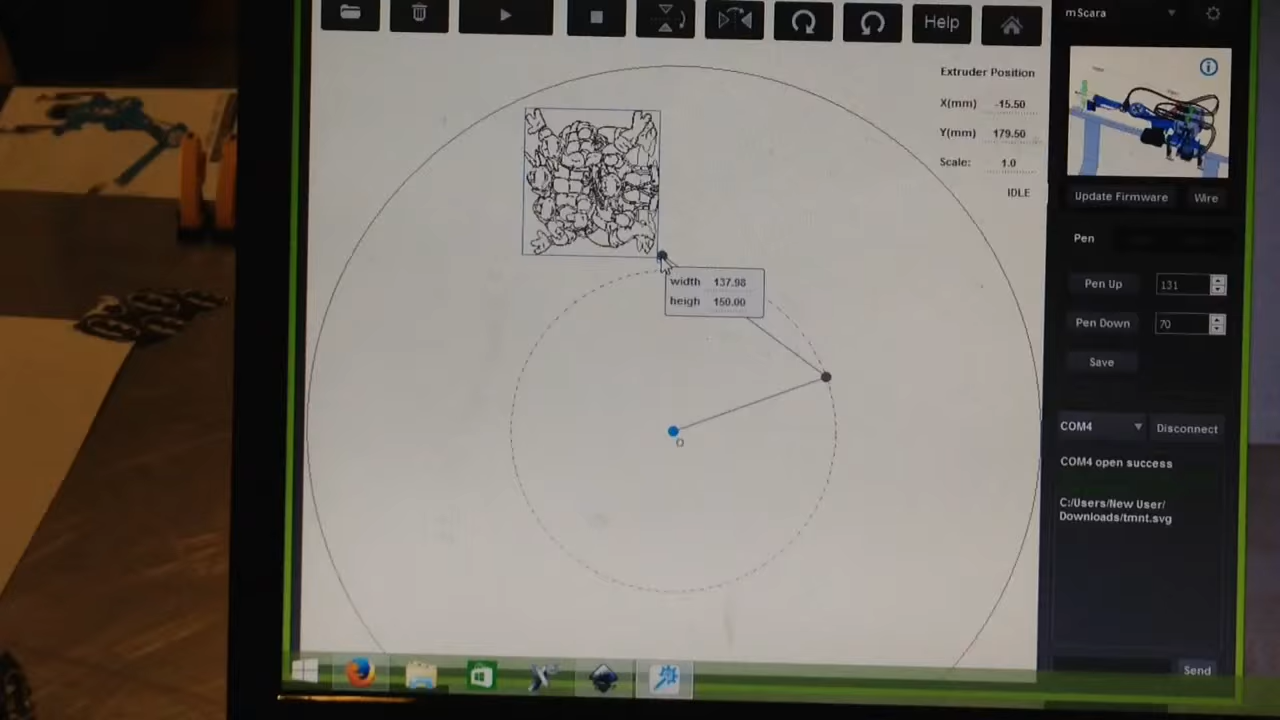 Help
mScara
Extruder Position
X(mm) -15.50
Y(mm) 179.50
Scale: 1.0
IDLE
Update Firmware Wire
Pen
Pen Up 131
Pen Down 70
Save
width 137.98
heigh 150.00
O
COM4 Disconnect
COM4 open success
C:/Users/New User/
Downloads/tmnt.svg
Send